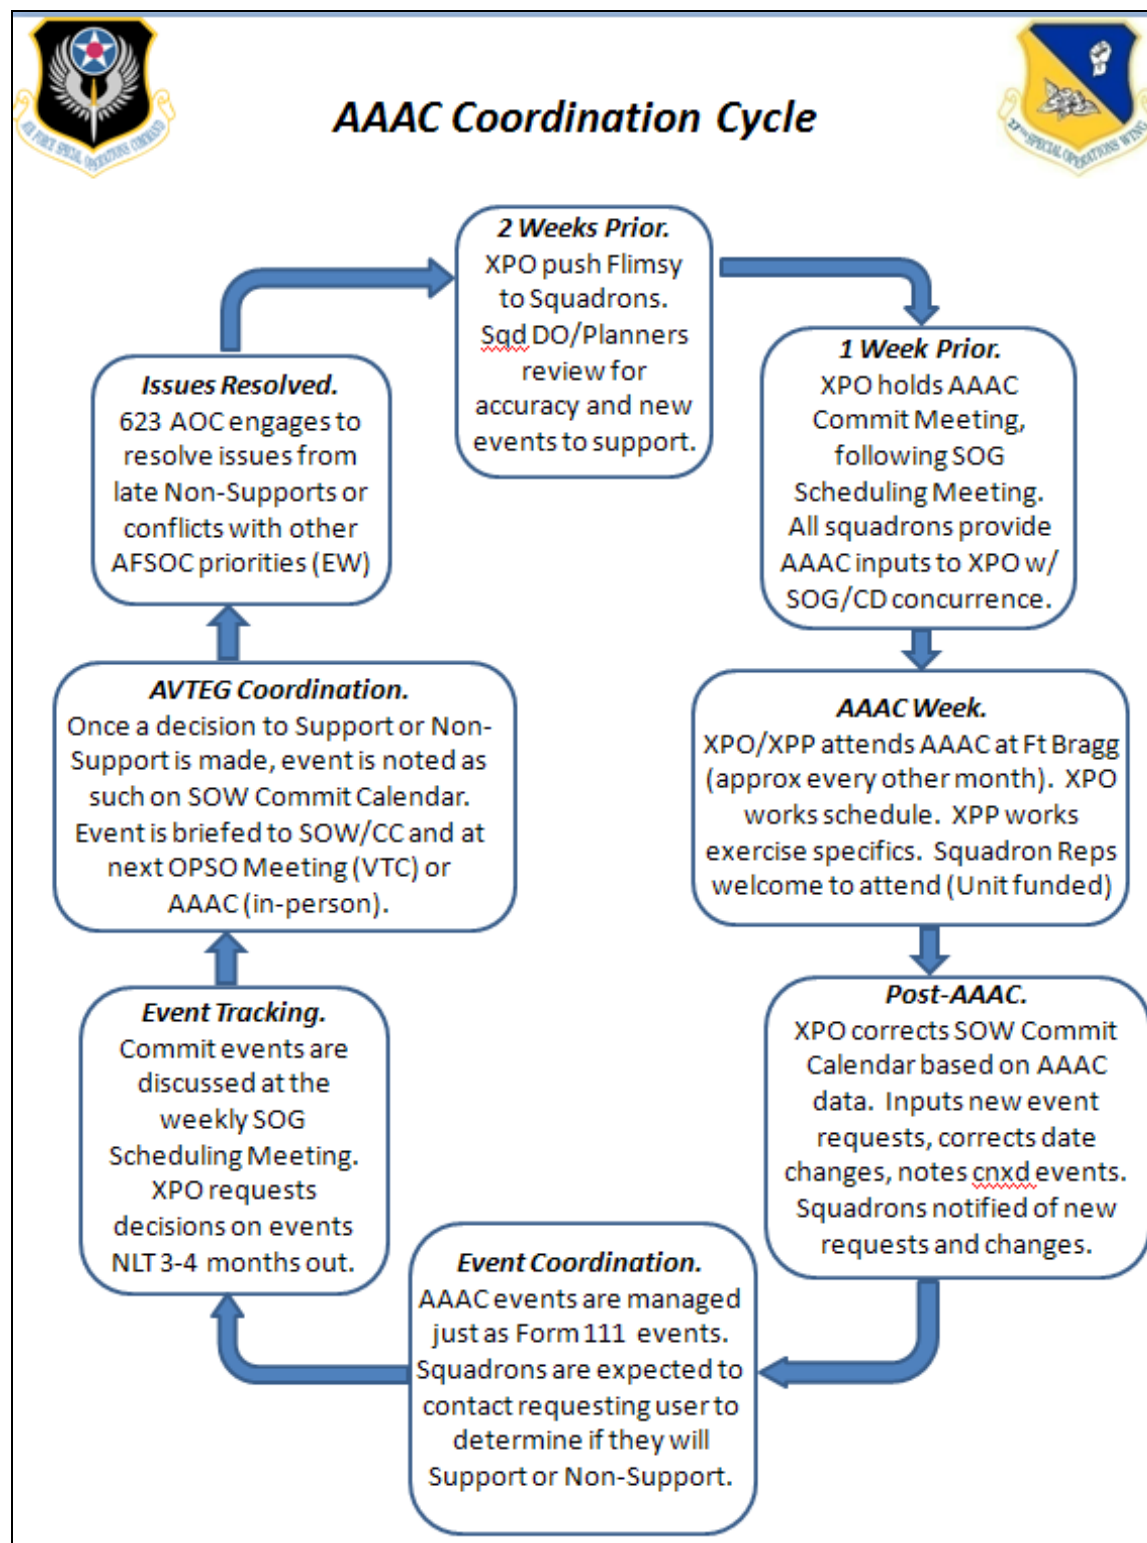 AIR FORCE SPECIAL OPERATIONS COMMAND
27TH SPECIAL OPERATIONS WING
AAAC Coordination Cycle
2 Weeks Prior.
XPO push Flimsy
to Squadrons.
Sqd DO/Planners
review for
accuracy and new
events to support.
1 Week Prior.
XPO holds AAAC
Commit Meeting,
following SOG
Scheduling Meeting.
All squadrons provide
AAAC inputs to XPO w/
SOG/CD concurrence.
AAAC Week.
XPO/XPP attends AAAC at Ft Bragg
(approx every other month). XPO
works schedule. XPP works
exercise specifics. Squadron Reps
welcome to attend (Unit funded)
Post-AAAC.
XPO corrects SOW Commit
Calendar based on AAAC
data. Inputs new event
requests, corrects date
changes, notes cnxd events.
Squadrons notified of new
requests and changes.
Event Coordination.
AAAC events are managed
just as Form 111 events.
Squadrons are expected to
contact requesting user to
determine if they will
Support or Non-Support.
Event Tracking.
Commit events are
discussed at the
weekly SOG
Scheduling Meeting.
XPO requests
decisions on events
NLT 3-4 months out.
AVTEG Coordination.
Once a decision to Support or Non-
Support is made, event is noted as
such on SOW Commit Calendar.
Event is briefed to SOW/CC and at
next OPSO Meeting (VTC) or
AAAC (in-person).
Issues Resolved.
623 AOC engages to
resolve issues from
late Non-Supports or
conflicts with other
AFSOC priorities (EW)